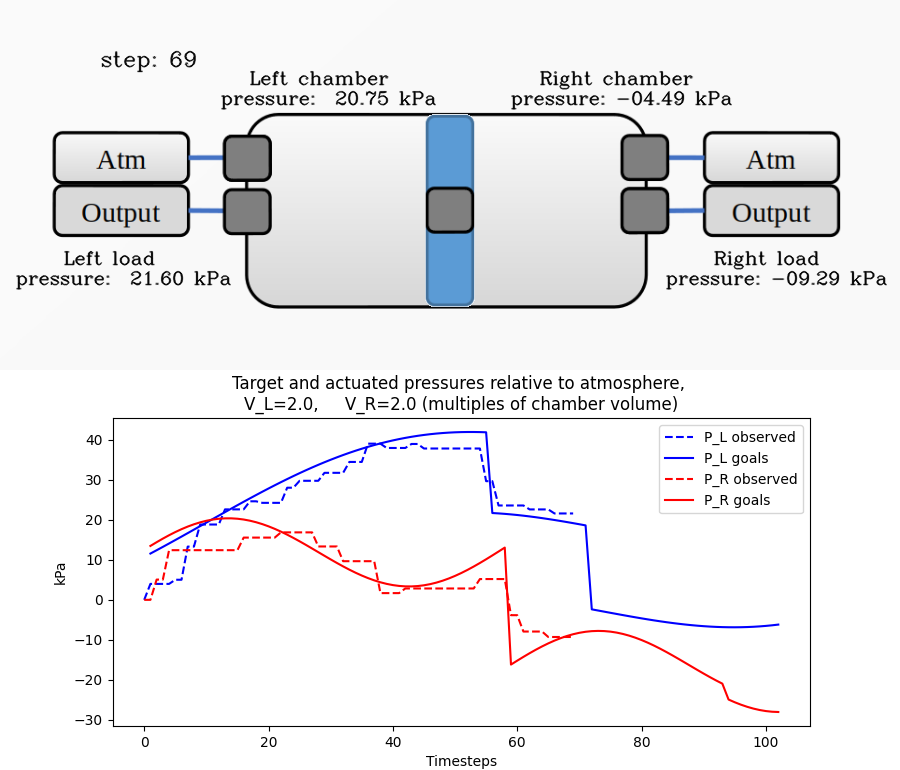 step: 69
Left chamber
pressure:  20.75 kPa
Right chamber
pressure: −04.49 kPa
Atm
Output
Atm
Output
Left load
pressure:  21.60 kPa
Right load
pressure: −09.29 kPa
Target and actuated pressures relative to atmosphere,
V_L=2.0,     V_R=2.0 (multiples of chamber volume)
P_L observed
P_L goals
P_R observed
P_R goals
kPa
40
30
20
10
0
−10
−20
−30
0 20 40 60 80 100
Timesteps